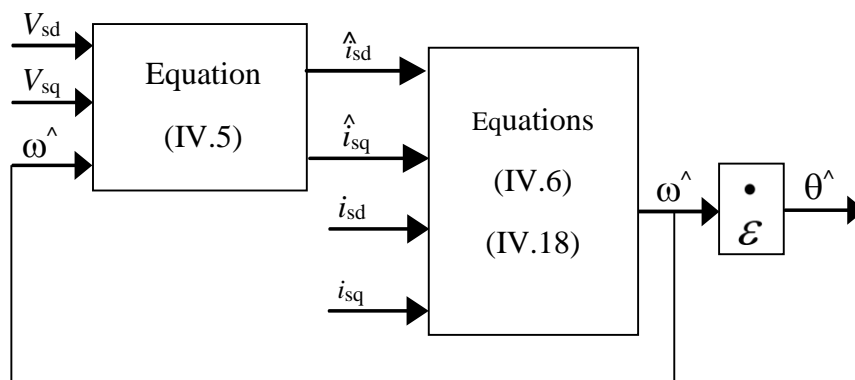 V_sd
V_sq
ω^
Equation
(IV.5)
î_sd
î_sq
i_sd
i_sq
Equations
(IV.6)
(IV.18)
ω^
ε̇
θ^